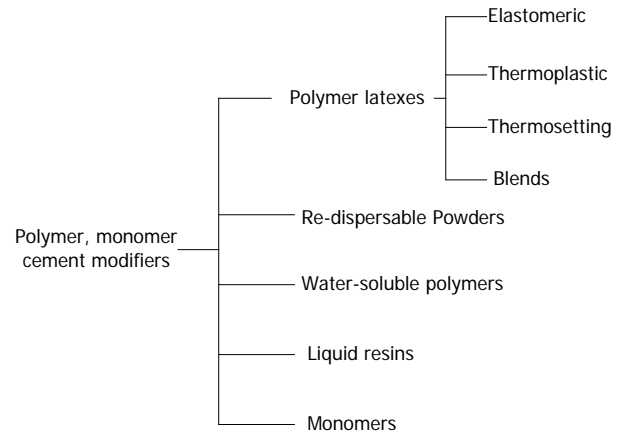 Elastomeric
Thermoplastic
Polymer latexes
Thermosetting
Blends
Re-dispersable Powders
Polymer, monomer
cement modifiers
Water-soluble polymers
Liquid resins
Monomers